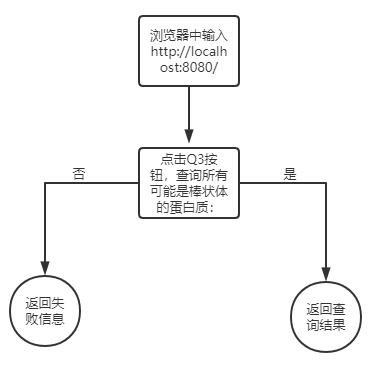 浏览器中输入
http://localh
ost:8080/
点击Q3按
钮，查询所有
可能是棒状体
的蛋白质：
否
是
返回失
败信息
返回查
询结果